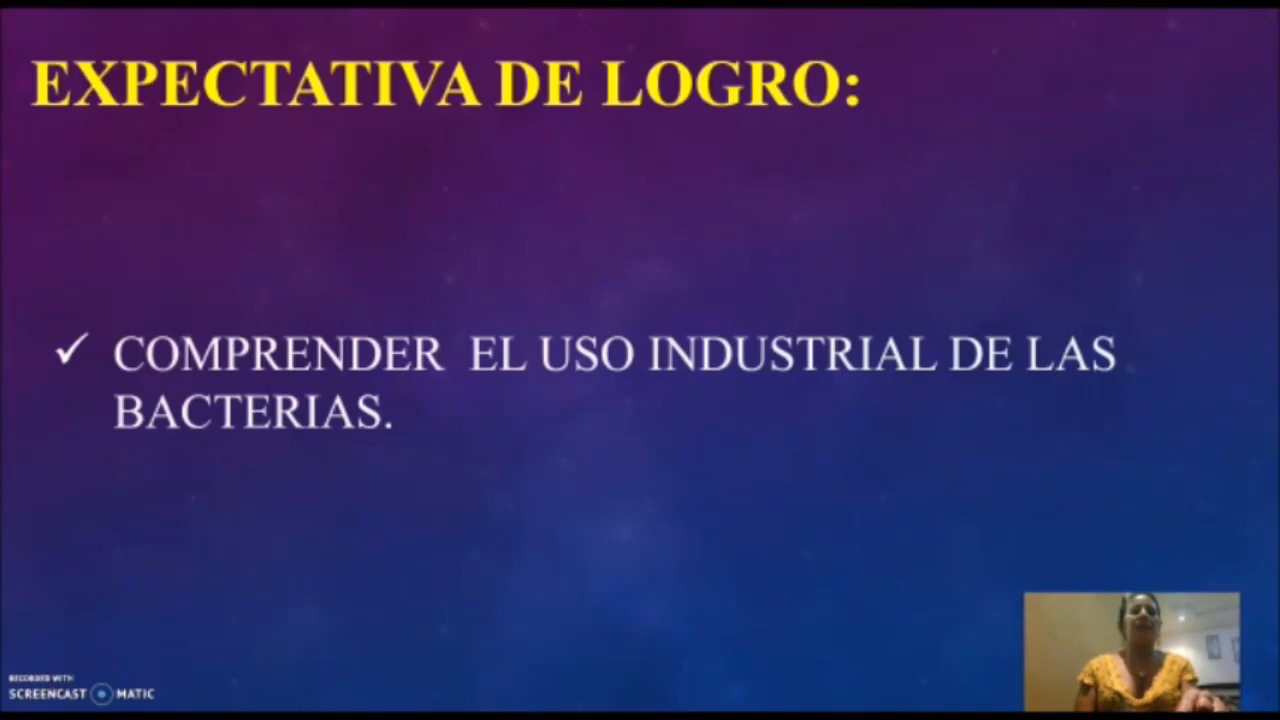 EXPECTATIVA DE LOGRO:
✓ COMPRENDER EL USO INDUSTRIAL DE LAS
BACTERIAS.
RECORDED WITH
SCREENCAST MATIC